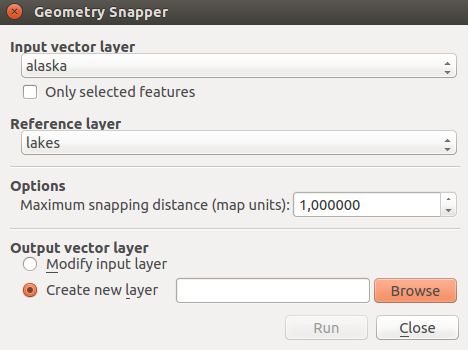 Geometry Snapper
Input vector layer
alaska
Only selected features
Reference layer
lakes
Options
Maximum snapping distance (map units): 1,000000
Output vector layer
Modify input layer
Create new layer Browse
Run Close